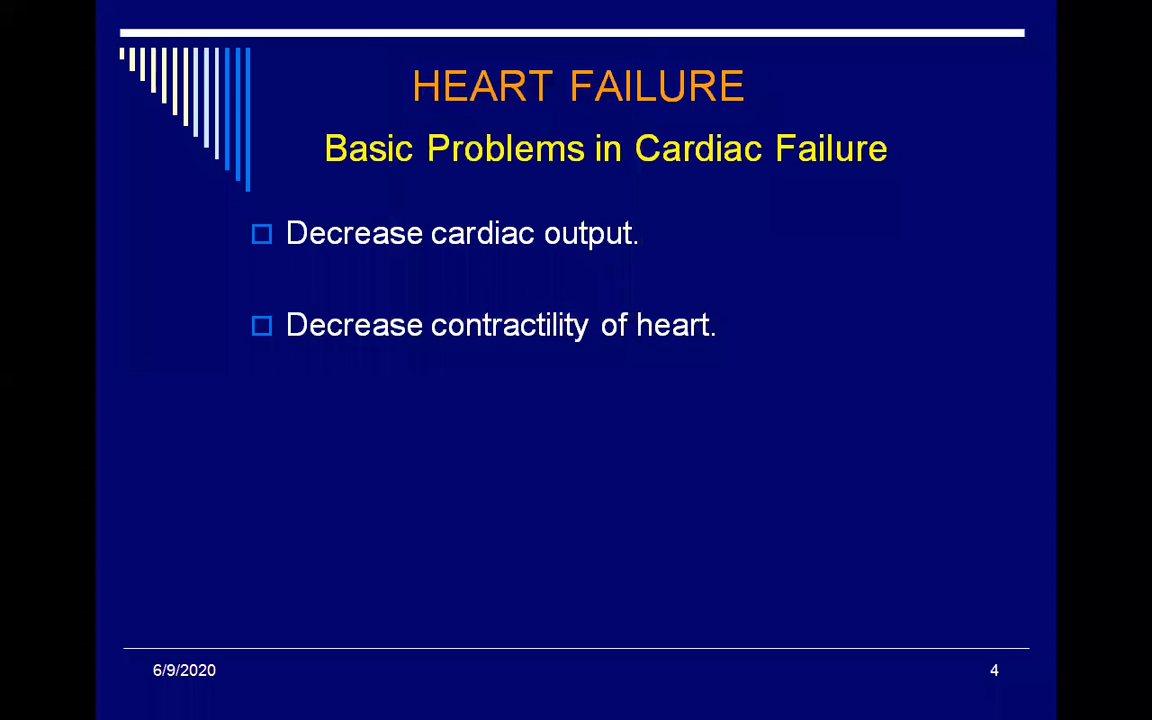 HEART FAILURE
Basic Problems in Cardiac Failure
Decrease cardiac output.
Decrease contractility of heart.
6/9/2020
4